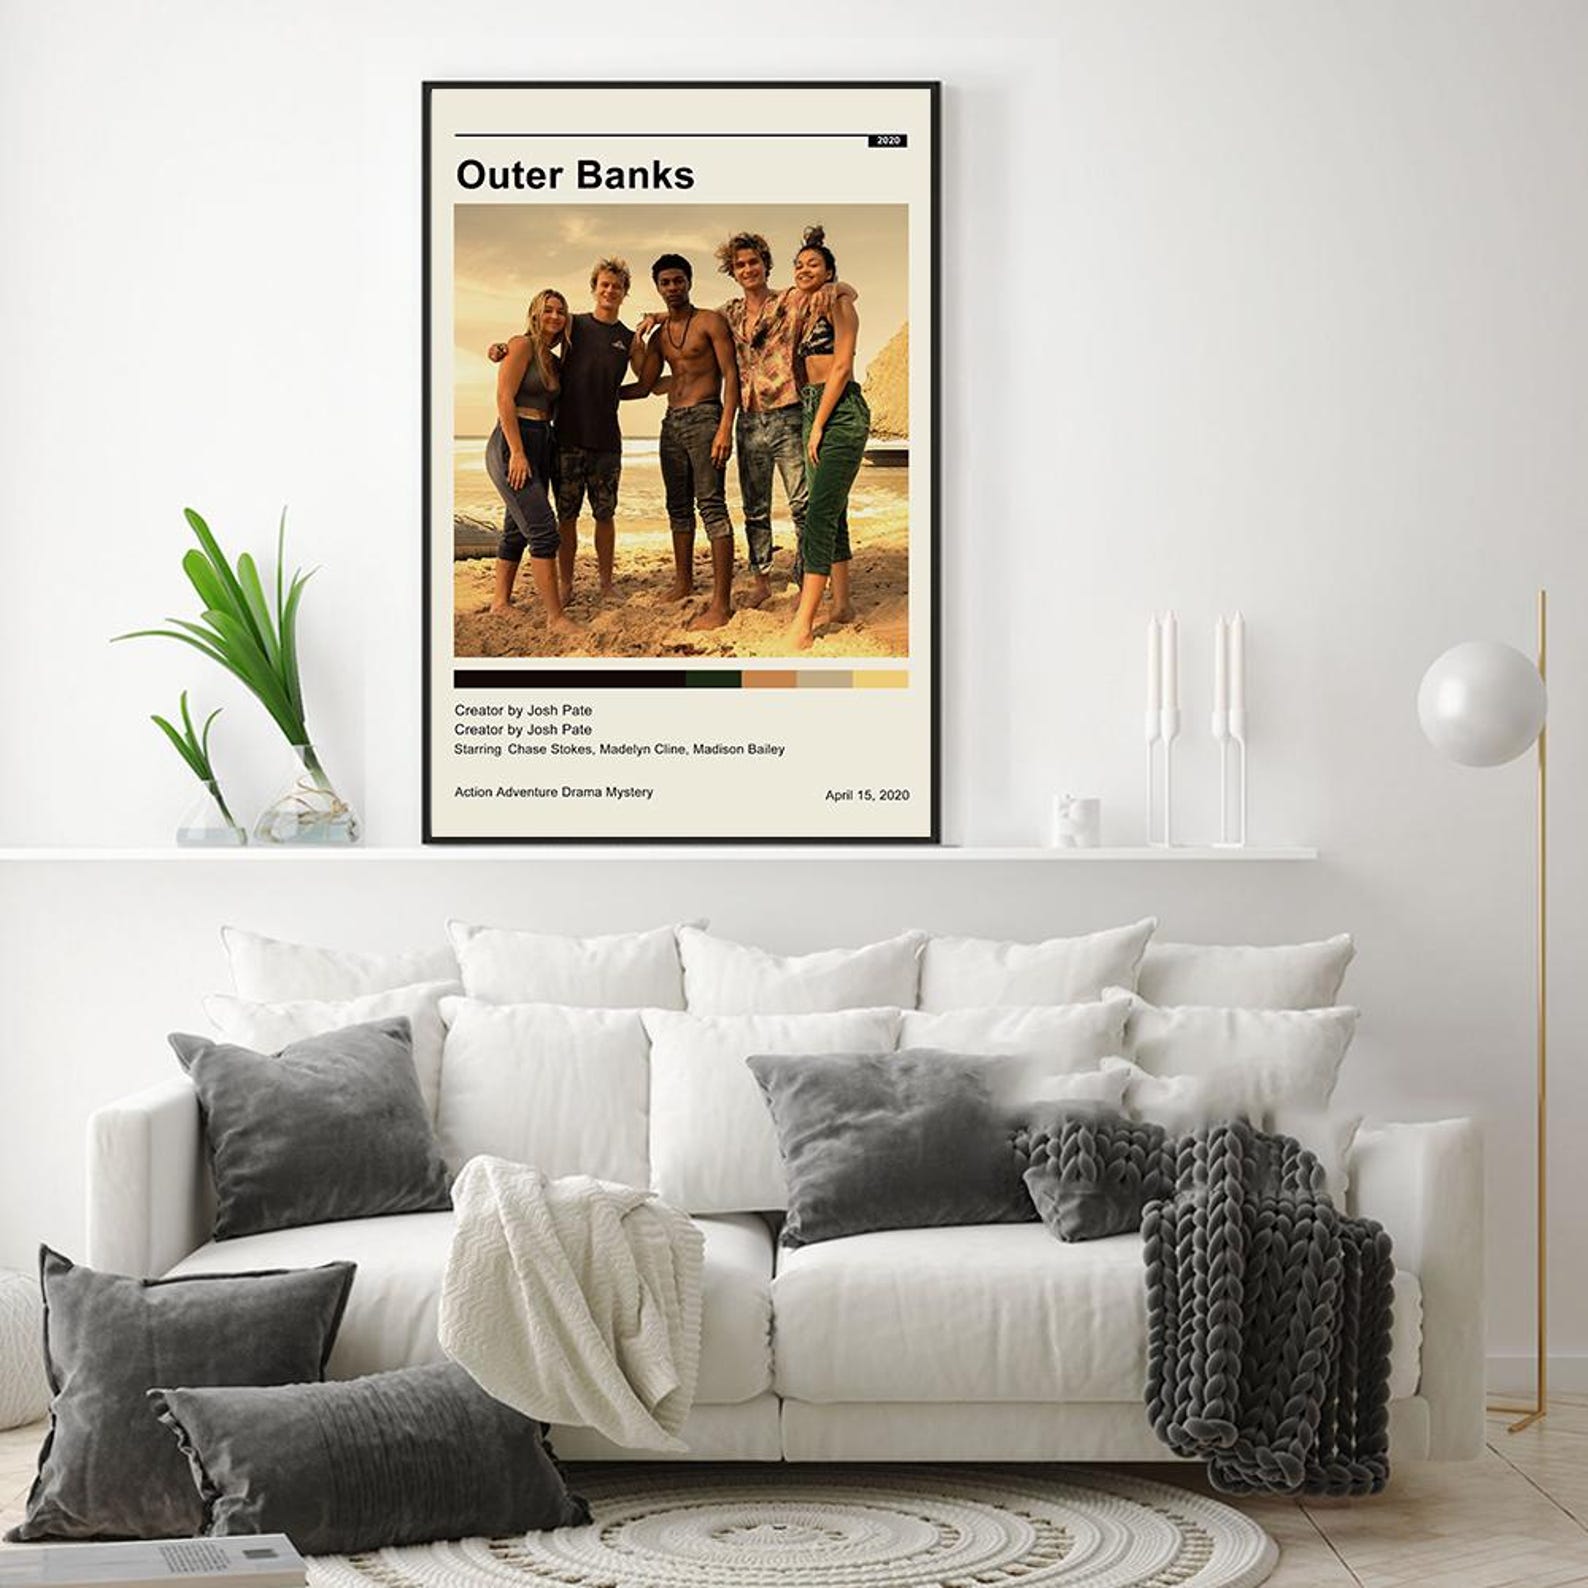 2020
Outer Banks
Creator by Josh Pate
Creator by Josh Pate
Starring Chase Stokes, Madelyn Cline, Madison Bailey
Action Adventure Drama Mystery
April 15, 2020